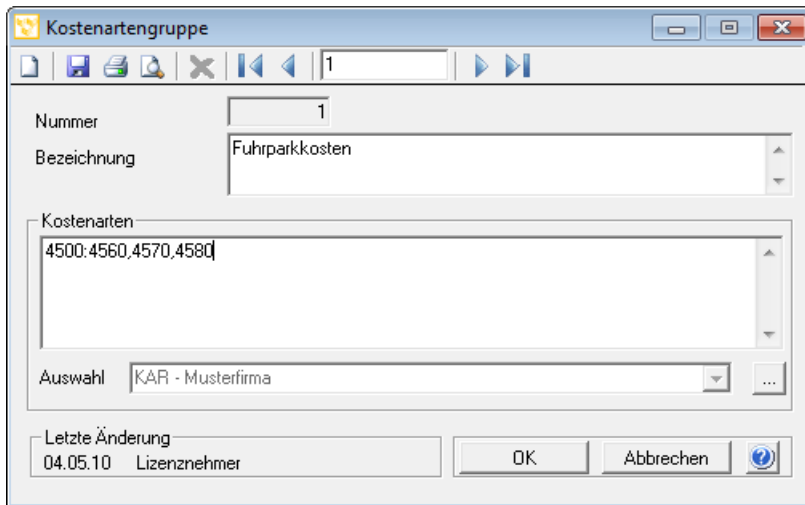 Kostenartengruppe
1
Nummer
1
Bezeichnung
Fuhrparkkosten
Kostenarten
4500:4560,4570,4580
Auswahl
KAR - Musterfirma
...
Letzte Änderung
04.05.10 Lizenznehmer
OK
Abbrechen
?